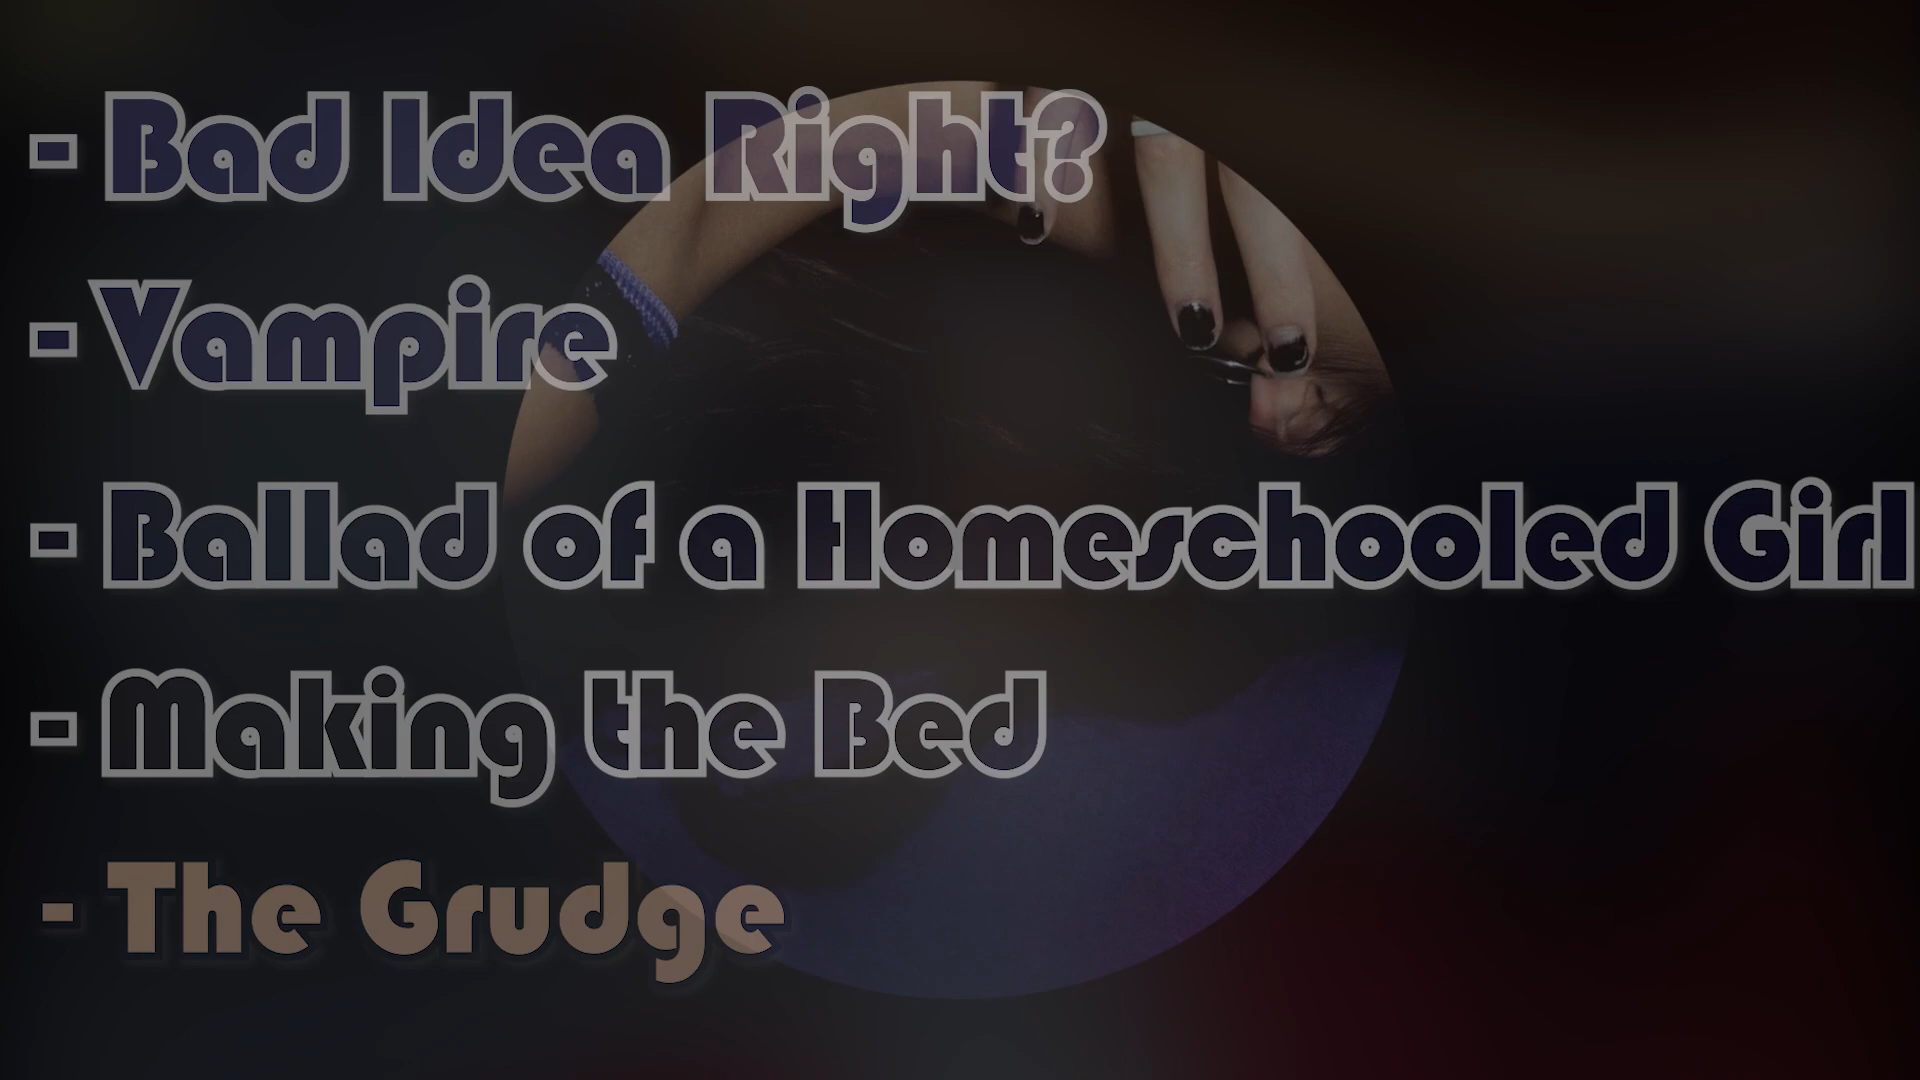 - Bad Idea Right?
- Vampire
- Ballad of a Homeschooled Girl
- Making the Bed
- The Grudge